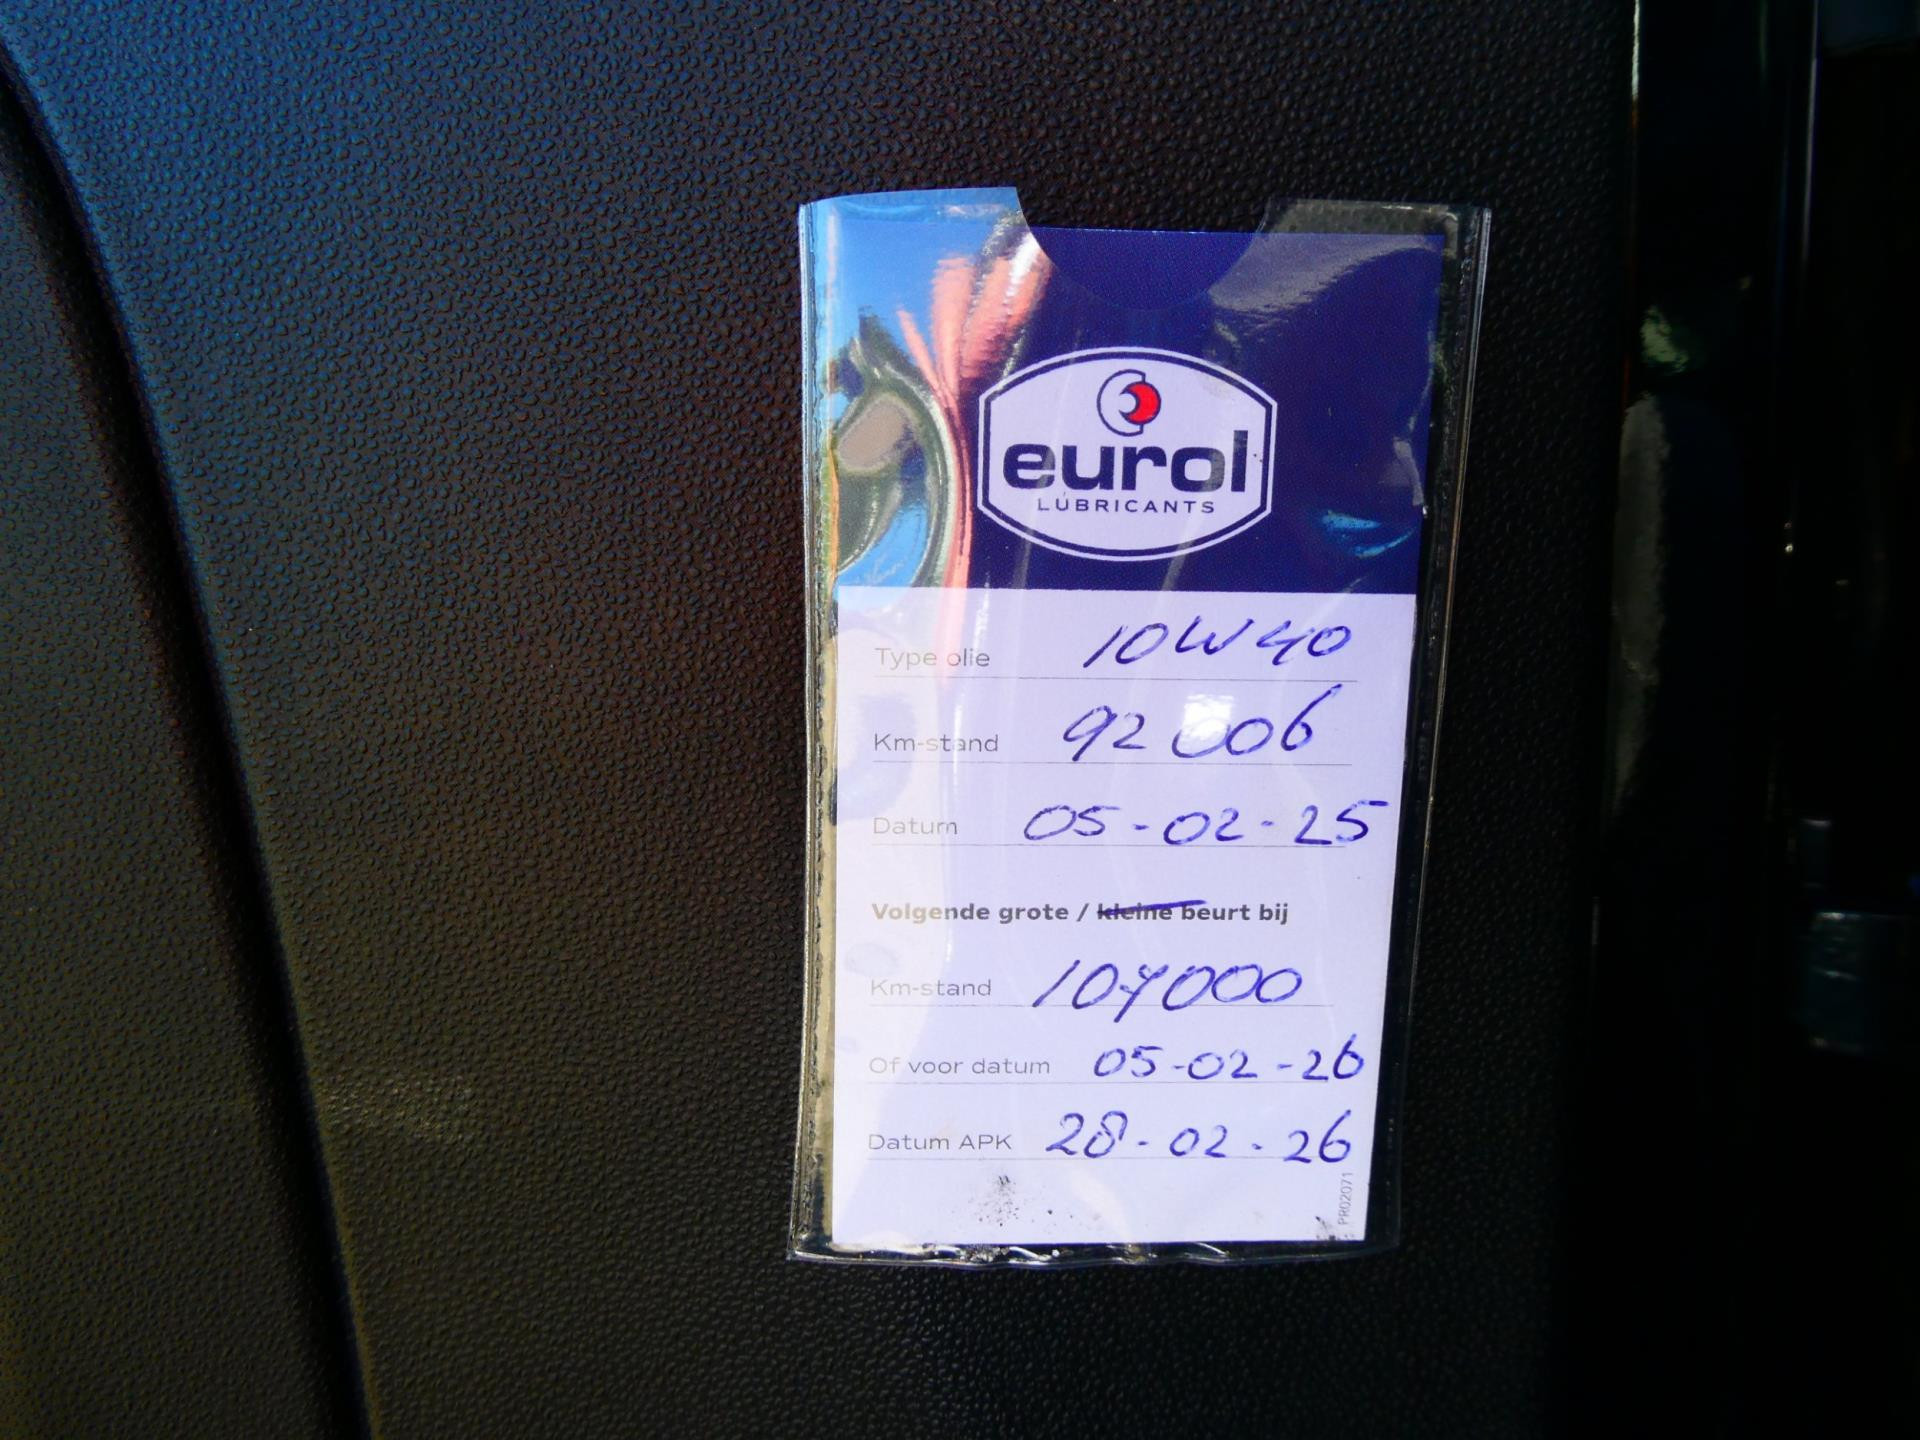 eurol
LUBRICANTS
Type olie 10W40
Km-stand 92006
Datum 05-02-25
Volgende grote / kleine beurt bij
Km-stand 107000
Of voor datum 05-02-26
Datum APK 28-02-26
PR02071